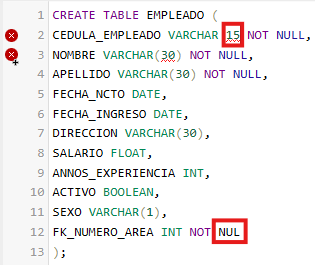 1 CREATE TABLE EMPLEADO (
2 CEDULA_EMPLEADO VARCHAR 15 NOT NULL,
3 NOMBRE VARCHAR(30) NOT NULL,
4 APELLIDO VARCHAR(30) NOT NULL,
5 FECHA_NCTO DATE,
6 FECHA_INGRESO DATE,
7 DIRECCION VARCHAR(30),
8 SALARIO FLOAT,
9 ANNOS_EXPERIENCIA INT,
10 ACTIVO BOOLEAN,
11 SEXO VARCHAR(1),
12 FK_NUMERO_AREA INT NOT NUL
13 );